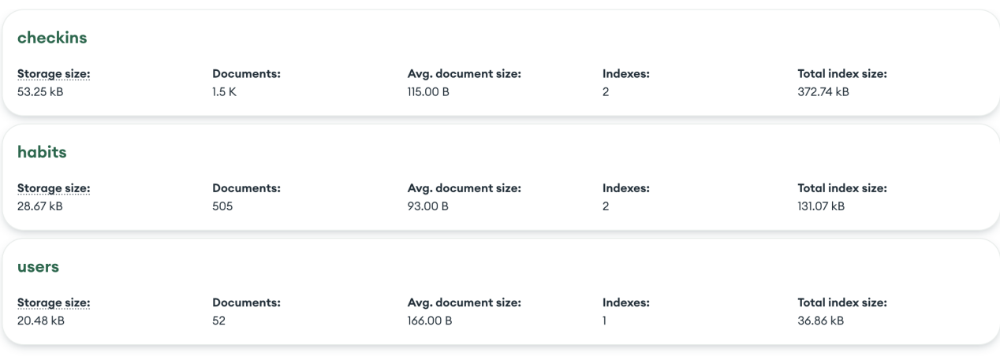 checkins
Storage size: Documents: Avg. document size: Indexes: Total index size:
53.25 kB 1.5 K 115.00 B 2 372.74 kB
habits
Storage size: Documents: Avg. document size: Indexes: Total index size:
28.67 kB 505 93.00 B 2 131.07 kB
users
Storage size: Documents: Avg. document size: Indexes: Total index size:
20.48 kB 52 166.00 B 1 36.86 kB